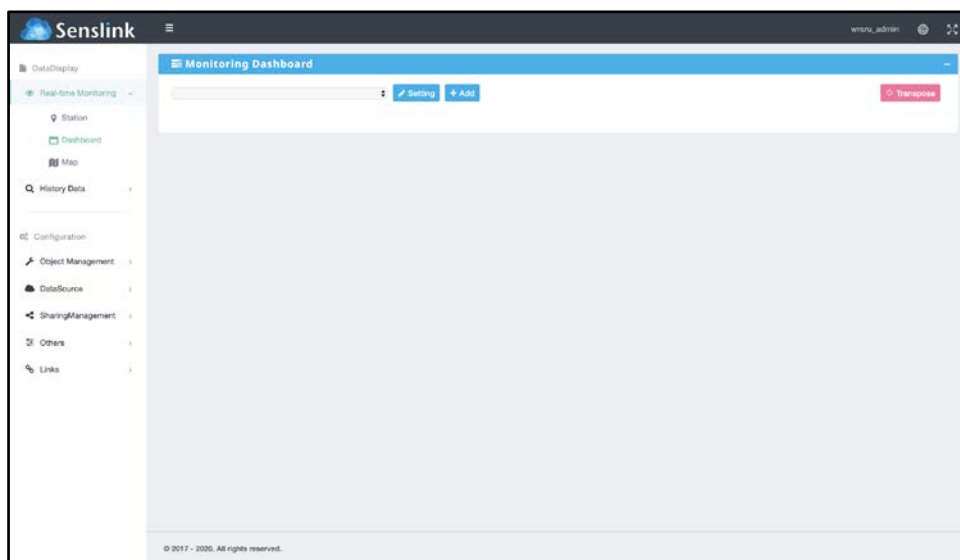 Senslink
wrsru_admin
DataDisplay
Real-time Monitoring
Station
Dashboard
Map
History Data
Configuration
Object Management
DataSource
SharingManagement
Others
Links
Monitoring Dashboard
Setting
Add
Transpose
© 2017 - 2020. All rights reserved.